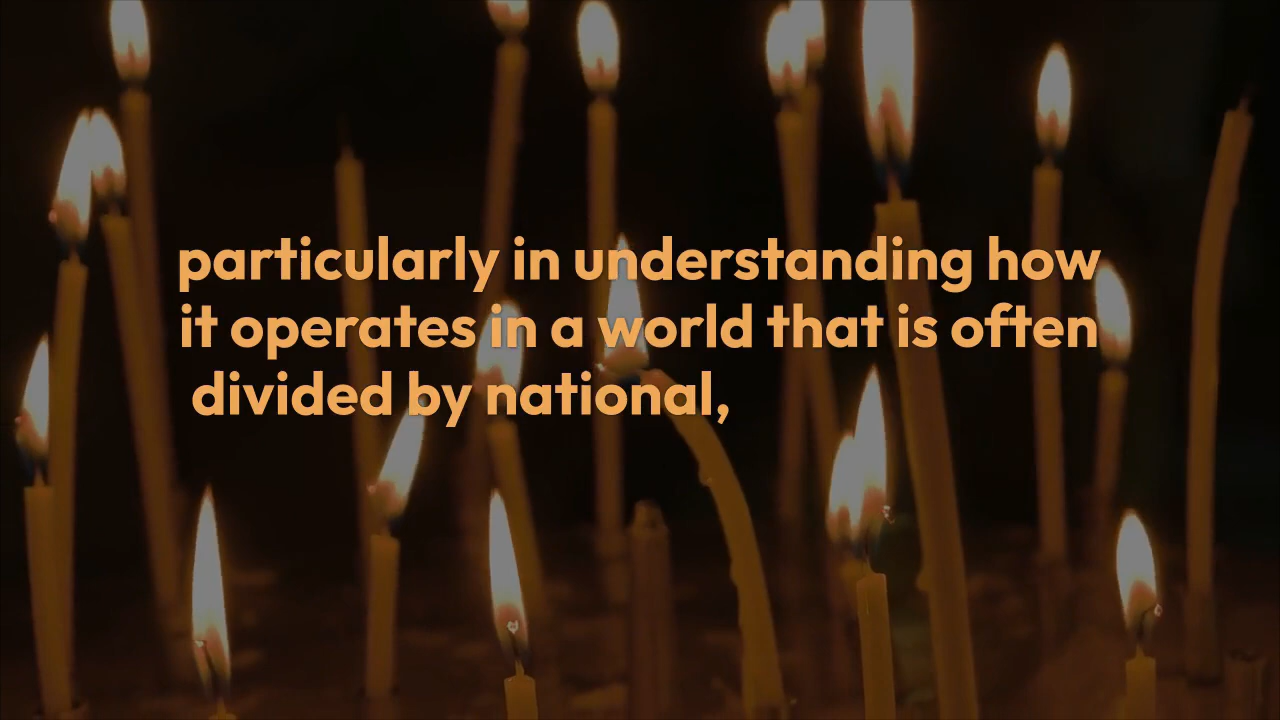 particularly in understanding how
it operates in a world that is often
divided by national,